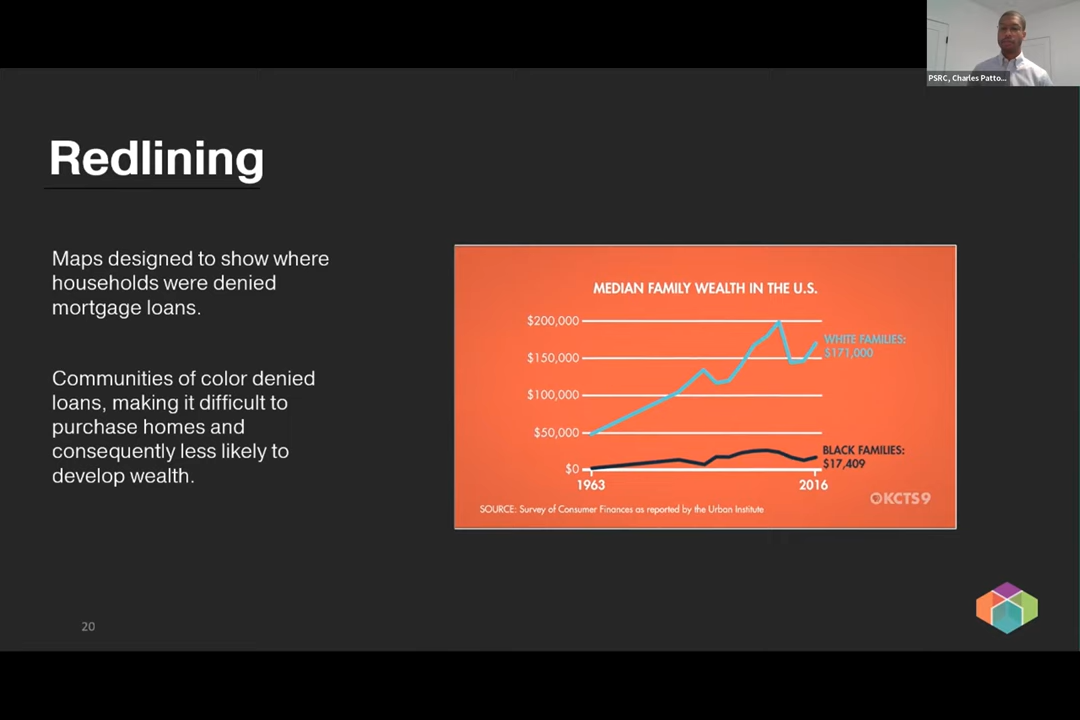 PSRC, Charles Patto...
Redlining
Maps designed to show where
households were denied
mortgage loans.
Communities of color denied
loans, making it difficult to
purchase homes and
consequently less likely to
develop wealth.
MEDIAN FAMILY WEALTH IN THE U.S.
$200,000
$150,000
$100,000
$50,000
$0
1963
2016
WHITE FAMILIES:
$171,000
BLACK FAMILIES:
$17,409
KCTS9
SOURCE: Survey of Consumer Finances as reported by the Urban Institute
20